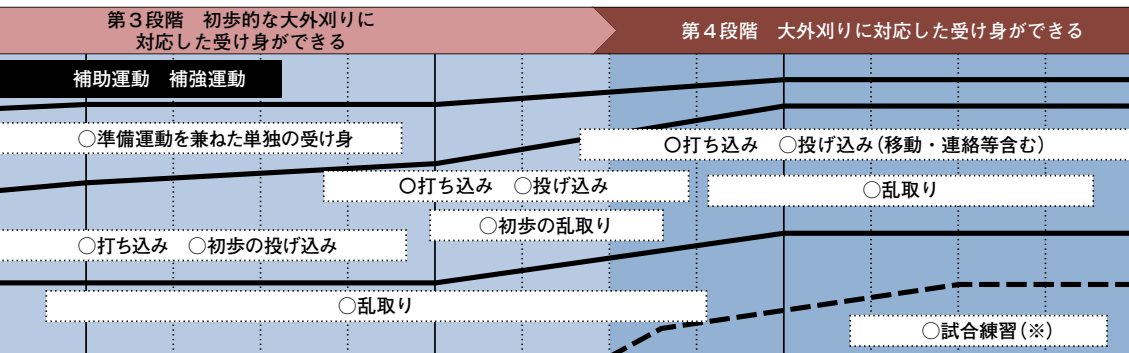 第３段階　初歩的な大外刈りに
対応した受け身ができる
第４段階　大外刈りに対応した受け身ができる
補助運動　補強運動
○準備運動を兼ねた単独の受け身
○打ち込み　○投げ込み（移動・連絡等含む）
○打ち込み　○投げ込み
○乱取り
○初歩の乱取り
○打ち込み　○初歩の投げ込み
○乱取り
○試合練習（※）